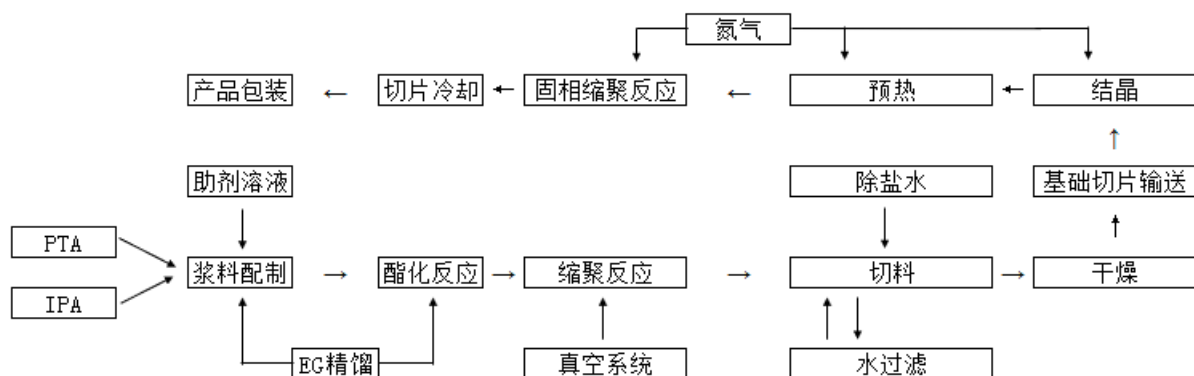 氮气
产品包装 ← 切片冷却 ← 固相缩聚反应 ← 预热 ← 结晶
↑
助剂溶液 除盐水 基础切片输送
PTA
浆料配制 → 酯化反应 → 缩聚反应 → 切料 → 干燥
IPA
EG精馏 真空系统 水过滤